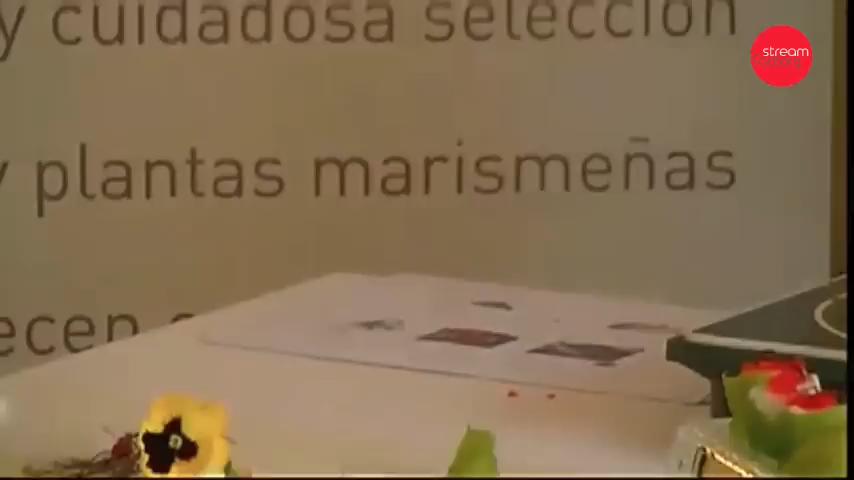 y cuidadosa selección
stream
y plantas marismeñas
ecen